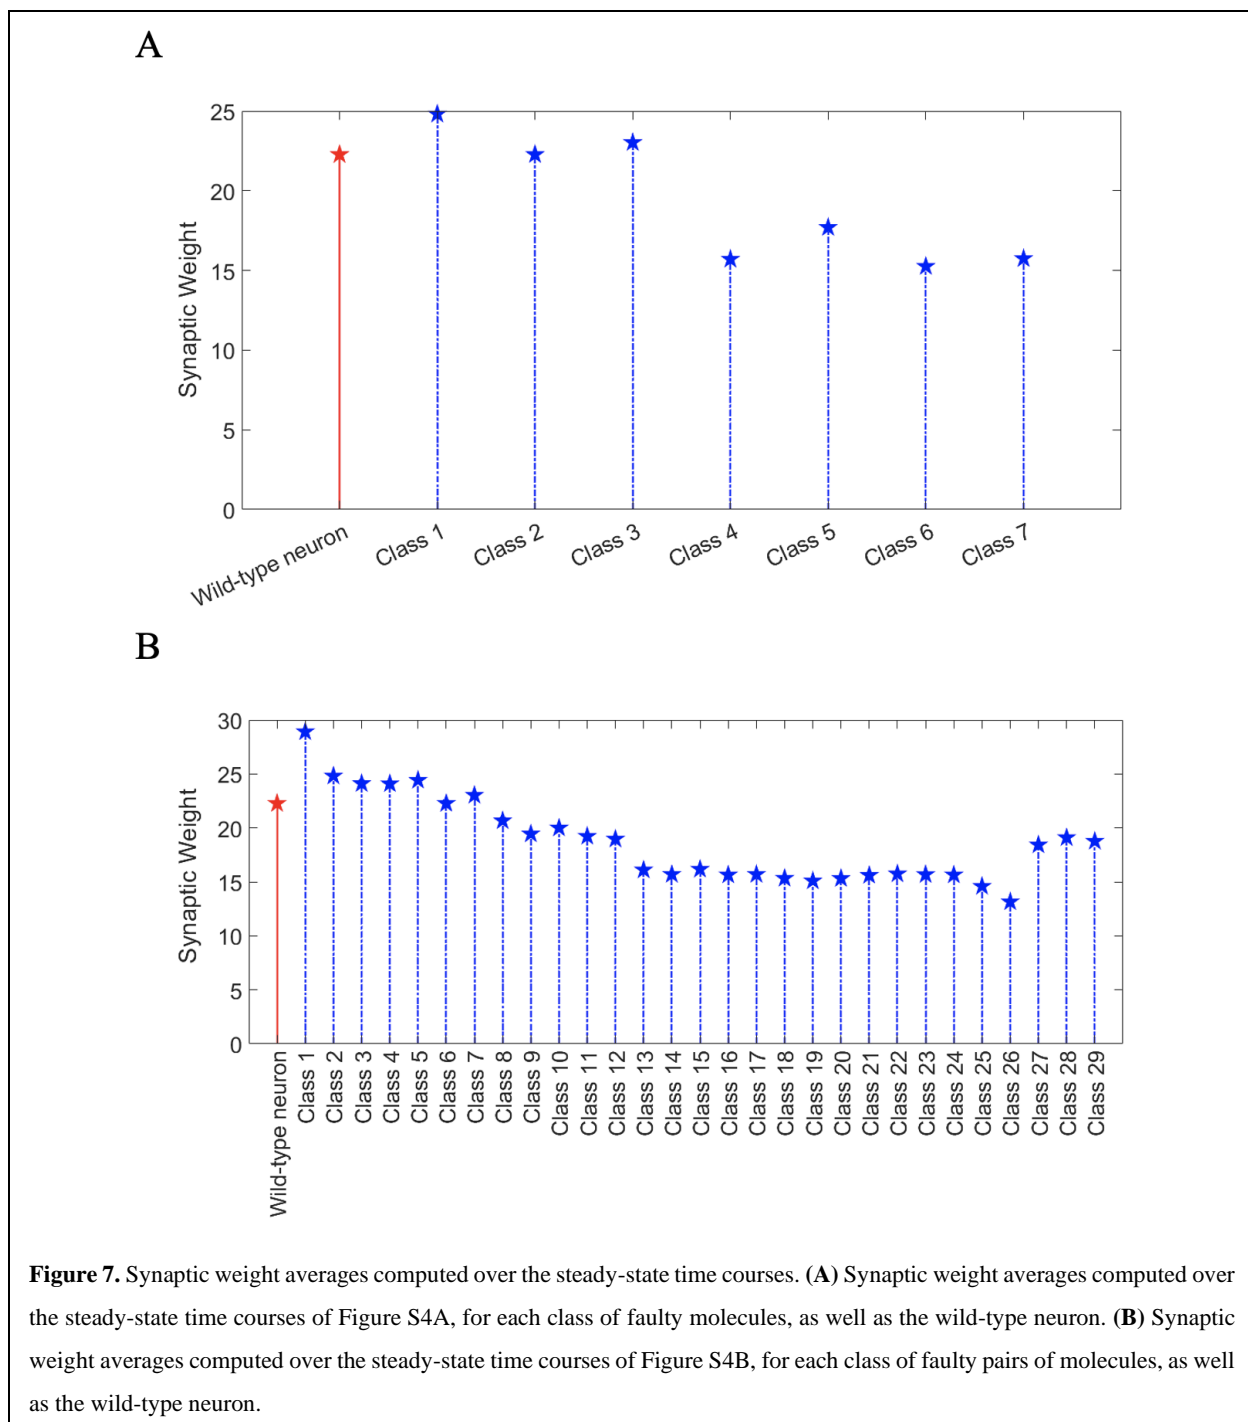 A
25
20
15
10
5
0
Synaptic Weight
Wild-type neuron
Class 1
Class 2
Class 3
Class 4
Class 5
Class 6
Class 7
B
30
25
20
15
10
5
0
Synaptic Weight
Wild-type neuron
Class 1
Class 2
Class 3
Class 4
Class 5
Class 6
Class 7
Class 8
Class 9
Class 10
Class 11
Class 12
Class 13
Class 14
Class 15
Class 16
Class 17
Class 18
Class 19
Class 20
Class 21
Class 22
Class 23
Class 24
Class 25
Class 26
Class 27
Class 28
Class 29
Figure 7. Synaptic weight averages computed over the steady-state time courses. (A) Synaptic weight averages computed over
the steady-state time courses of Figure S4A, for each class of faulty molecules, as well as the wild-type neuron. (B) Synaptic
weight averages computed over the steady-state time courses of Figure S4B, for each class of faulty pairs of molecules, as well
as the wild-type neuron.